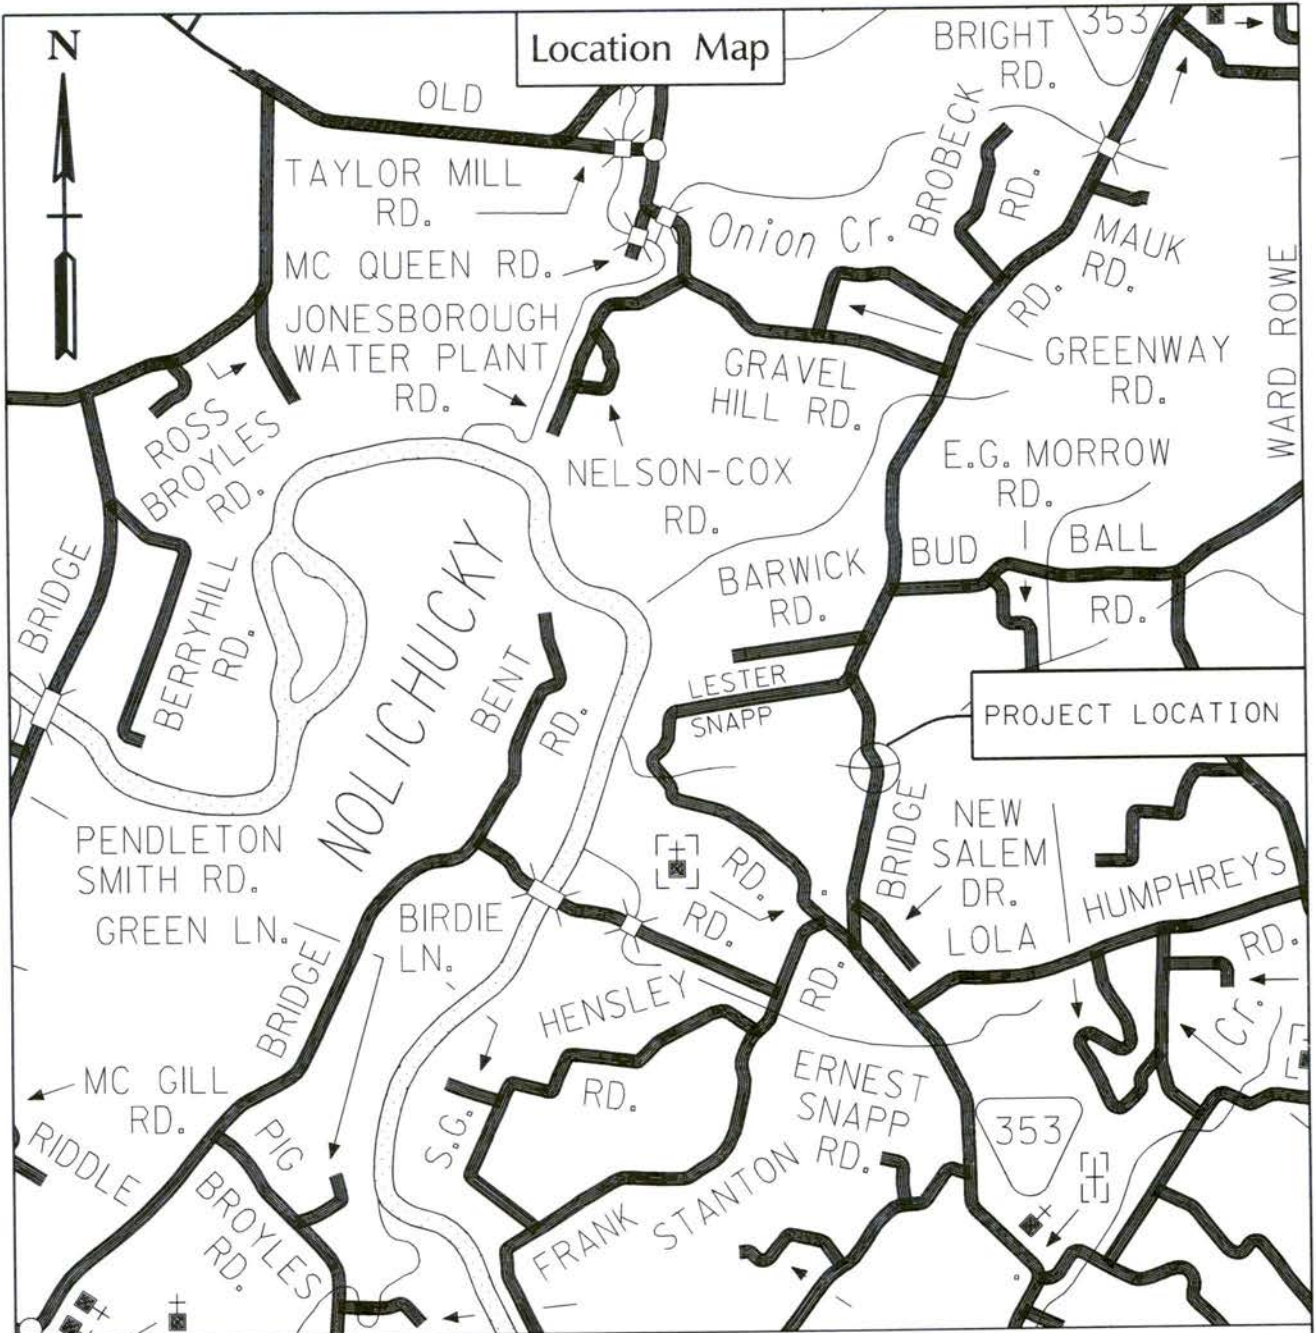 N
Location Map
BRIGHT
RD.
353
OLD
TAYLOR MILL
RD.
BROBECK
RD.
Onion Cr.
MAUK
RD.
MC QUEEN RD.
JONESBOROUGH
WATER PLANT
RD.
RD.
WARD ROWE
GREENWAY
RD.
GRAVEL
HILL RD.
ROSS
BROYLES
RD.
NELSON-COX
RD.
E.G. MORROW
RD.
BUD
BALL
RD.
BARWICK
RD.
BRIDGE
BERRYHILL
RD.
NOLICHUCKY
BENT
RD.
LESTER
SNAPP
PROJECT LOCATION
PENDLETON
SMITH RD.
GREEN LN.
BRIDGE
NEW
SALEM
DR.
LOLA
HUMPHREYS
RD.
RD.
RD.
BIRDIE
LN.
BRIDGE
HENSLEY
RD.
RD.
Cr.
MC GILL
RD.
RIDDLE
PIG
BROYLES
RD.
S.G.
ERNEST
SNAPP
RD.
353
FRANK
STANTON